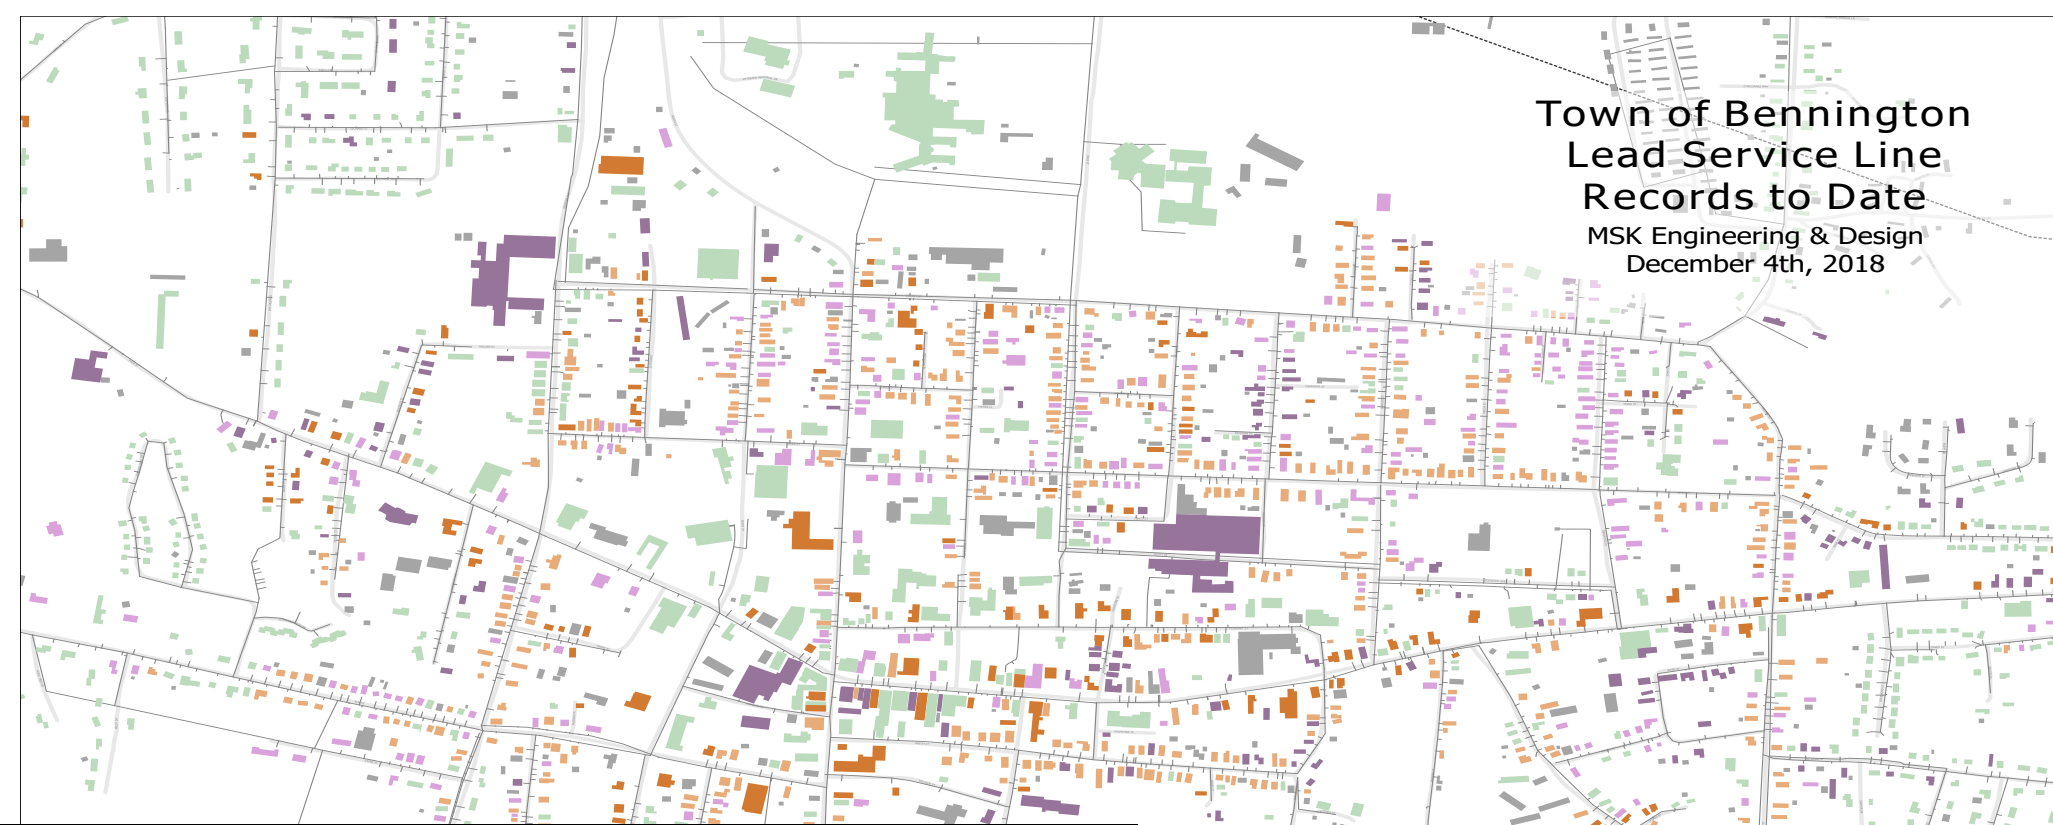 Town of Bennington
Lead Service Line
Records to Date
MSK Engineering & Design
December 4th, 2018